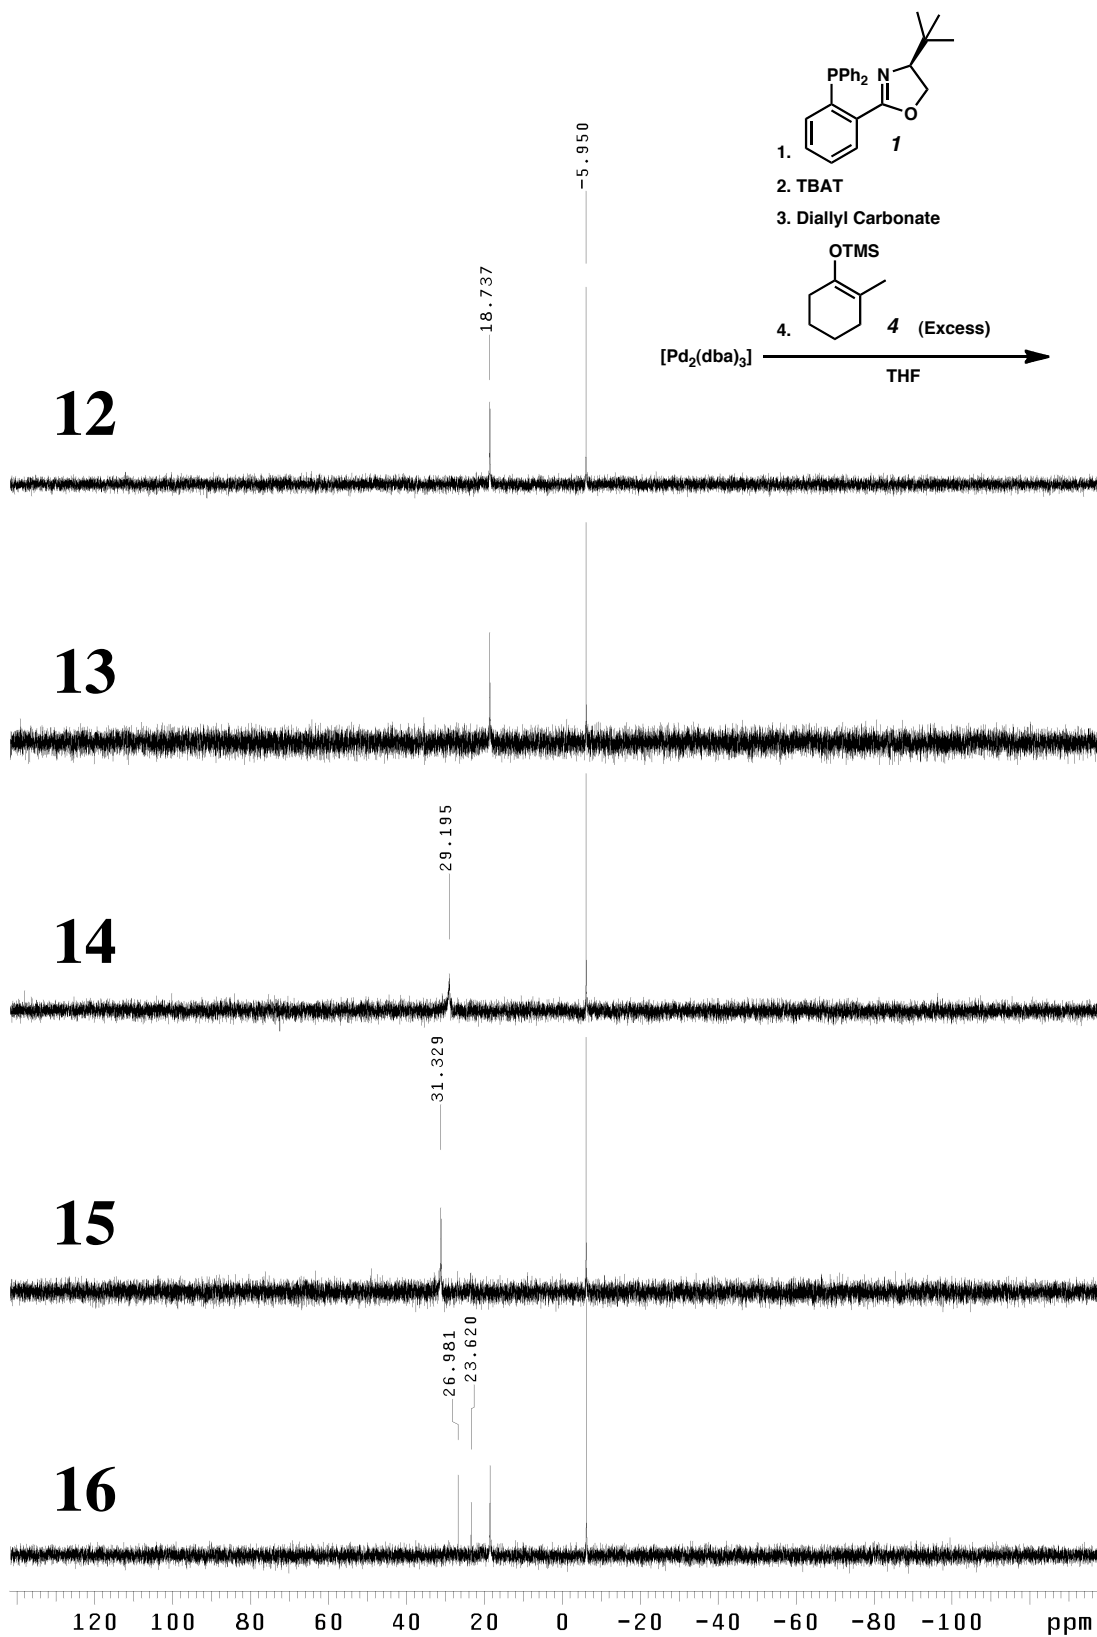 PPh2
N
O
1
1.
2. TBAT
3. Diallyl Carbonate
OTMS
4.
4 (Excess)
[Pd2(dba)3]
THF
-5.950
18.737
12
13
29.195
14
31.329
15
26.981
23.620
16
120 100 80 60 40 20 0 -20 -40 -60 -80 -100 ppm